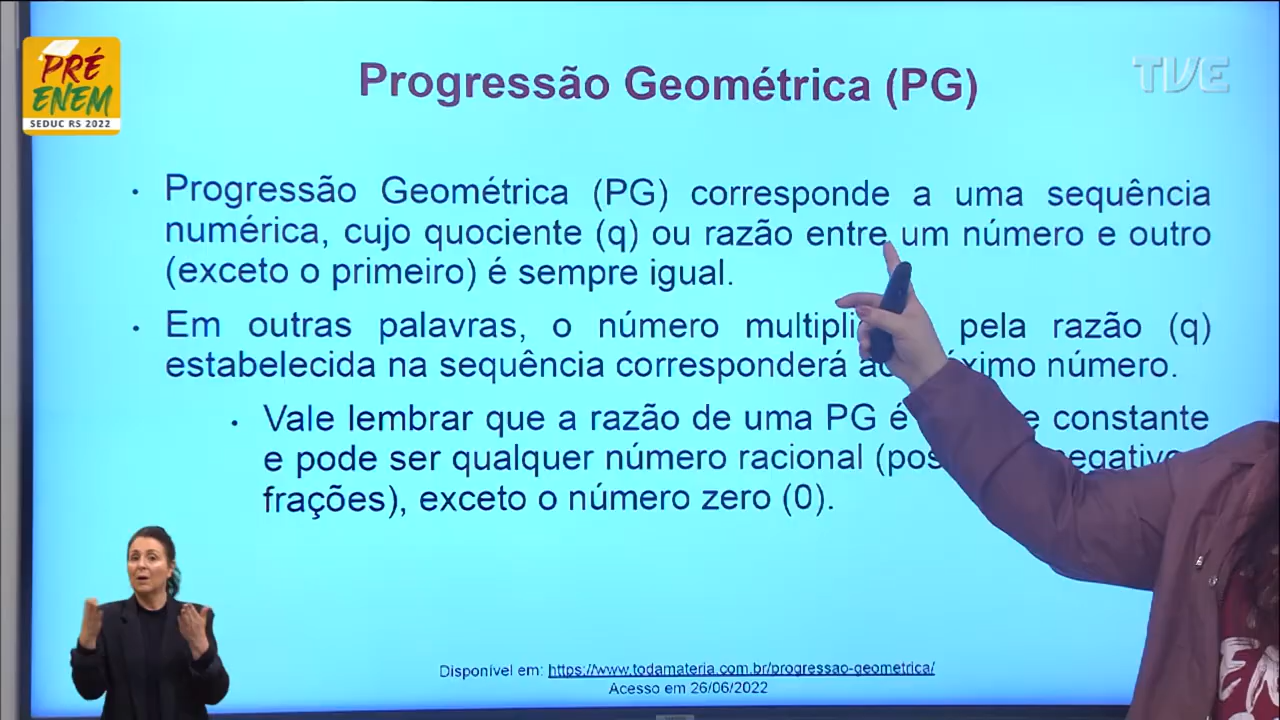 PRÉ
ENEM
SEDUC RS 2022
TVE
Progressão Geométrica (PG)
• Progressão Geométrica (PG) corresponde a uma sequência
numérica, cujo quociente (q) ou razão entre um número e outro
(exceto o primeiro) é sempre igual.
• Em outras palavras, o número pela razão (q)
estabelecida na sequência corresponderá número.
• Vale lembrar que a razão de uma PG é constante
e pode ser qualquer número racional
frações), exceto o número zero (0).
Disponível em: https://www.todamateria.com.br/progressao-geometrica/
Acesso em 26/06/2022